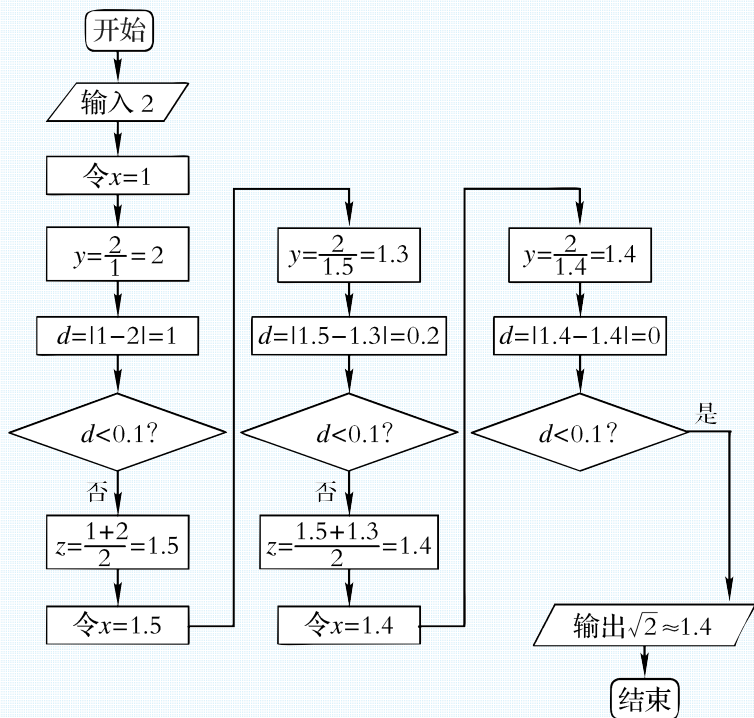 开始
输入 2
令x=1
y=2/1=2
d=|1−2|=1
d<0.1?
否
z=(1+2)/2=1.5
令x=1.5
y=2/1.5=1.3
d=|1.5−1.3|=0.2
d<0.1?
否
z=(1.5+1.3)/2=1.4
令x=1.4
y=2/1.4=1.4
d=|1.4−1.4|=0
d<0.1?
是
输出√2≈1.4
结束